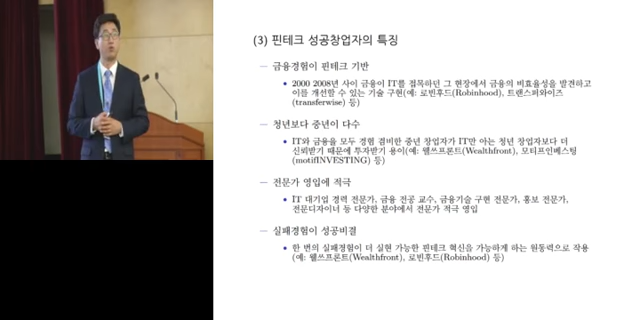 (3) 핀테크 성공창업자의 특징
— 금융경험이 핀테크 기반
• 2000 2008년 사이 금융이 IT를 접목하던 그 현장에서 금융의 비효율성을 발견하고
이를 개선할 수 있는 기술 구현(예: 로빈후드(Robinhood), 트랜스퍼와이즈
(transferwise) 등)
— 청년보다 중년이 다수
• IT와 금융을 모두 경험 겸비한 중년 창업자가 IT만 아는 청년 창업자보다 더
신뢰받기 때문에 투자받기 용이(예: 웰쓰프론트(Wealthfront), 모티프인베스팅
(motifINVESTING) 등)
— 전문가 영입에 적극
• IT 대기업 경력 전문가, 금융 전공 교수, 금융기술 구현 전문가, 홍보 전문가,
전문디자이너 등 다양한 분야에서 전문가 적극 영입
— 실패경험이 성공비결
• 한 번의 실패경험이 더 실현 가능한 핀테크 혁신을 가능하게 하는 원동력으로 작용
(예: 웰쓰프론트(Wealthfront), 로빈후드(Robinhood) 등)